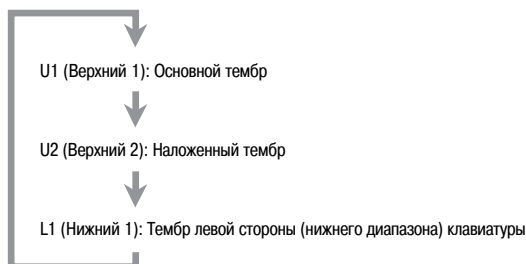 U1 (Верхний 1): Основной тембр
U2 (Верхний 2): Наложенный тембр
L1 (Нижний 1): Тембр левой стороны (нижнего диапазона) клавиатуры